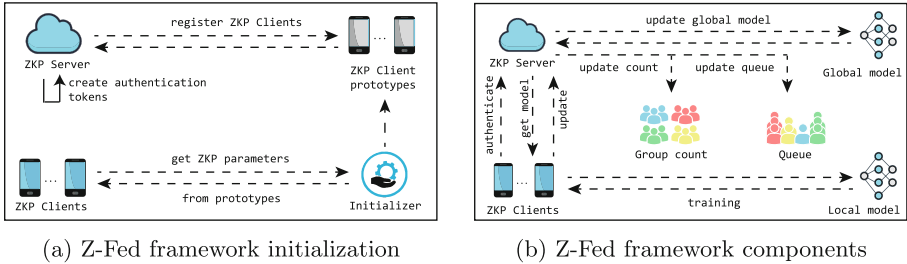 register ZKP Clients
...
ZKP Server
ZKP Client
prototypes
create authentication
tokens
get ZKP parameters
...
from prototypes
ZKP Clients
Initializer
(a) Z-Fed framework initialization
update global model
ZKP Server
update count
update queue
Global model
authenticate
get model
update
Group count
Queue
...
ZKP Clients
training
Local model
(b) Z-Fed framework components